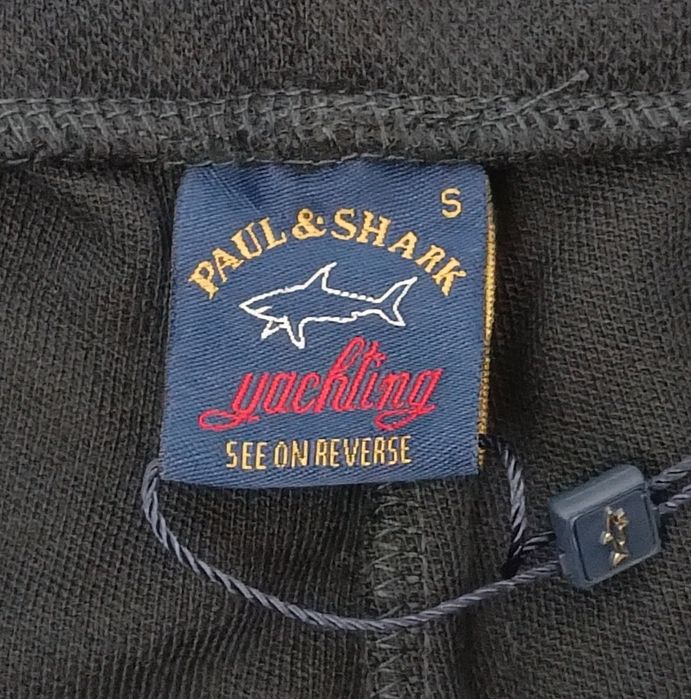 S
PAUL & SHARK
yachting
SEE ON REVERSE